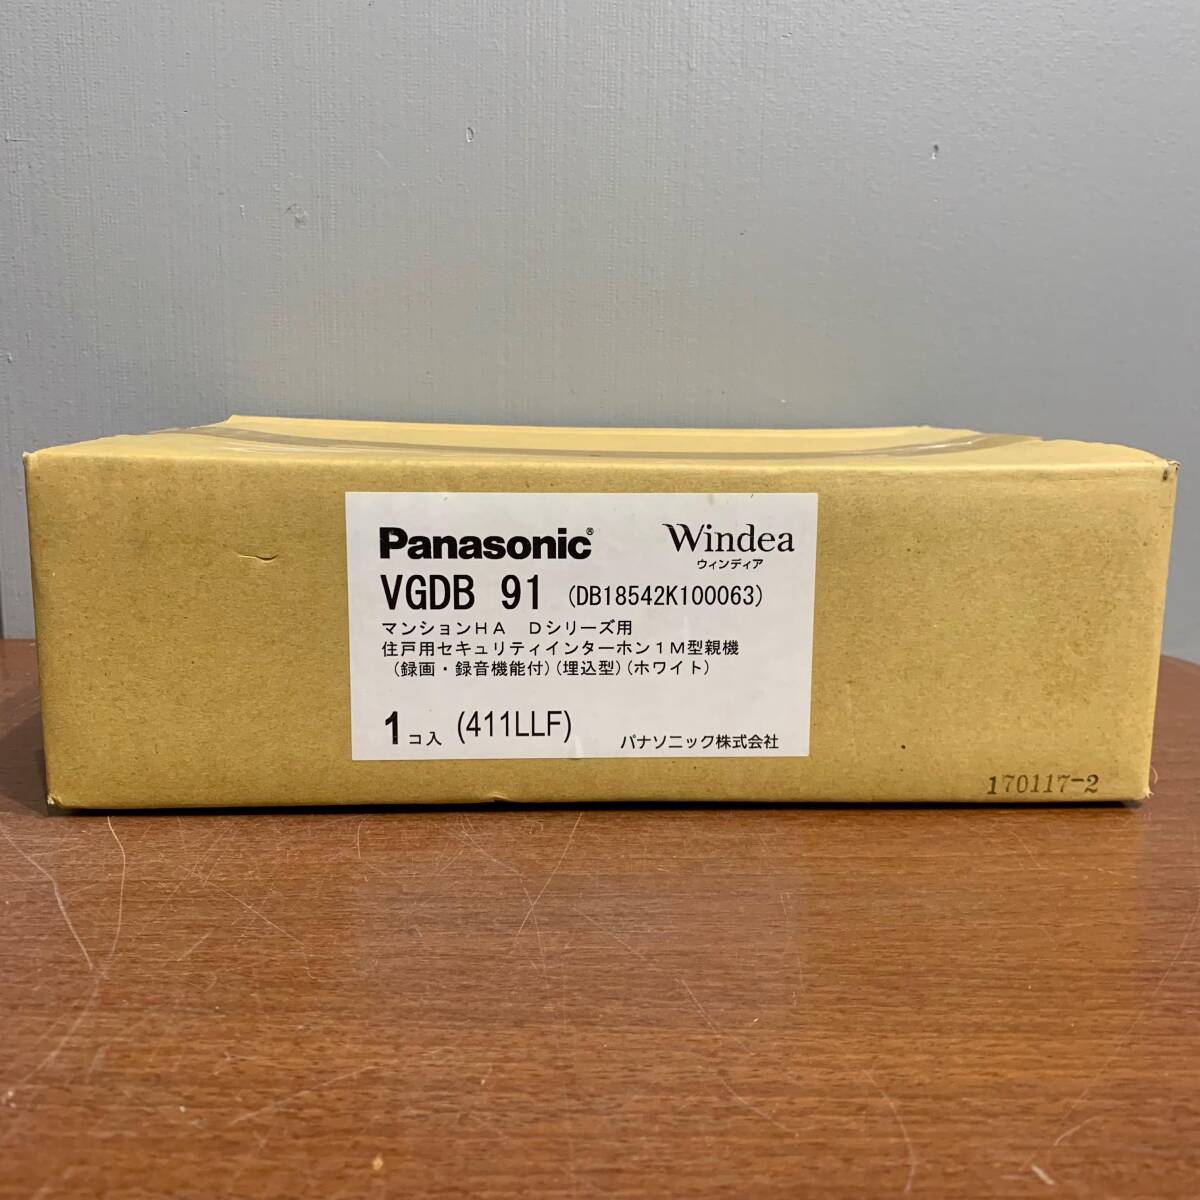 Panasonic®
Windea
ウィンディア
VGDB 91 (DB18542K100063)
マンションHA Dシリーズ用
住戸用セキュリティインターホン1M型親機
(録画・録音機能付)(埋込型)(ホワイト)
1コ入 (411LLF)
パナソニック株式会社
170117-2